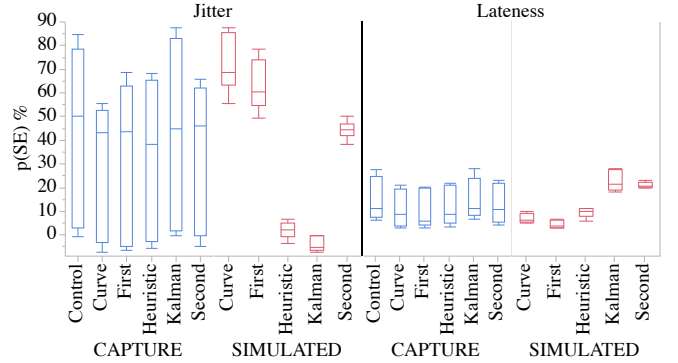 Jitter Lateness
p(SE) %
90
80
70
60
50
40
30
20
10
0
Control Curve First Heuristic Kalman Second Curve First Heuristic Kalman Second Control Curve First Heuristic Kalman Second Curve First Heuristic Kalman Second
CAPTURE SIMULATED CAPTURE SIMULATED